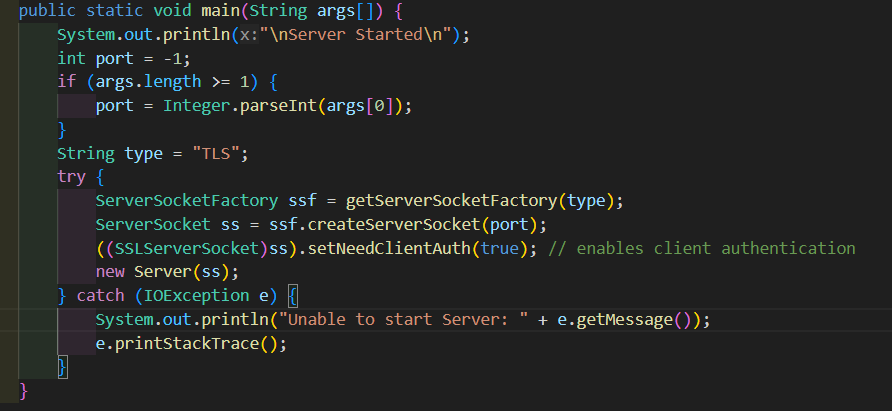 public static void main(String args[]) {
    System.out.println(x:"\nServer Started\n");
    int port = -1;
    if (args.length >= 1) {
        port = Integer.parseInt(args[0]);
    }
    String type = "TLS";
    try {
        ServerSocketFactory ssf = getServerSocketFactory(type);
        ServerSocket ss = ssf.createServerSocket(port);
        ((SSLServerSocket)ss).setNeedClientAuth(true); // enables client authentication
        new Server(ss);
    } catch (IOException e) {
        System.out.println("Unable to start Server: " + e.getMessage());
        e.printStackTrace();
    }
}